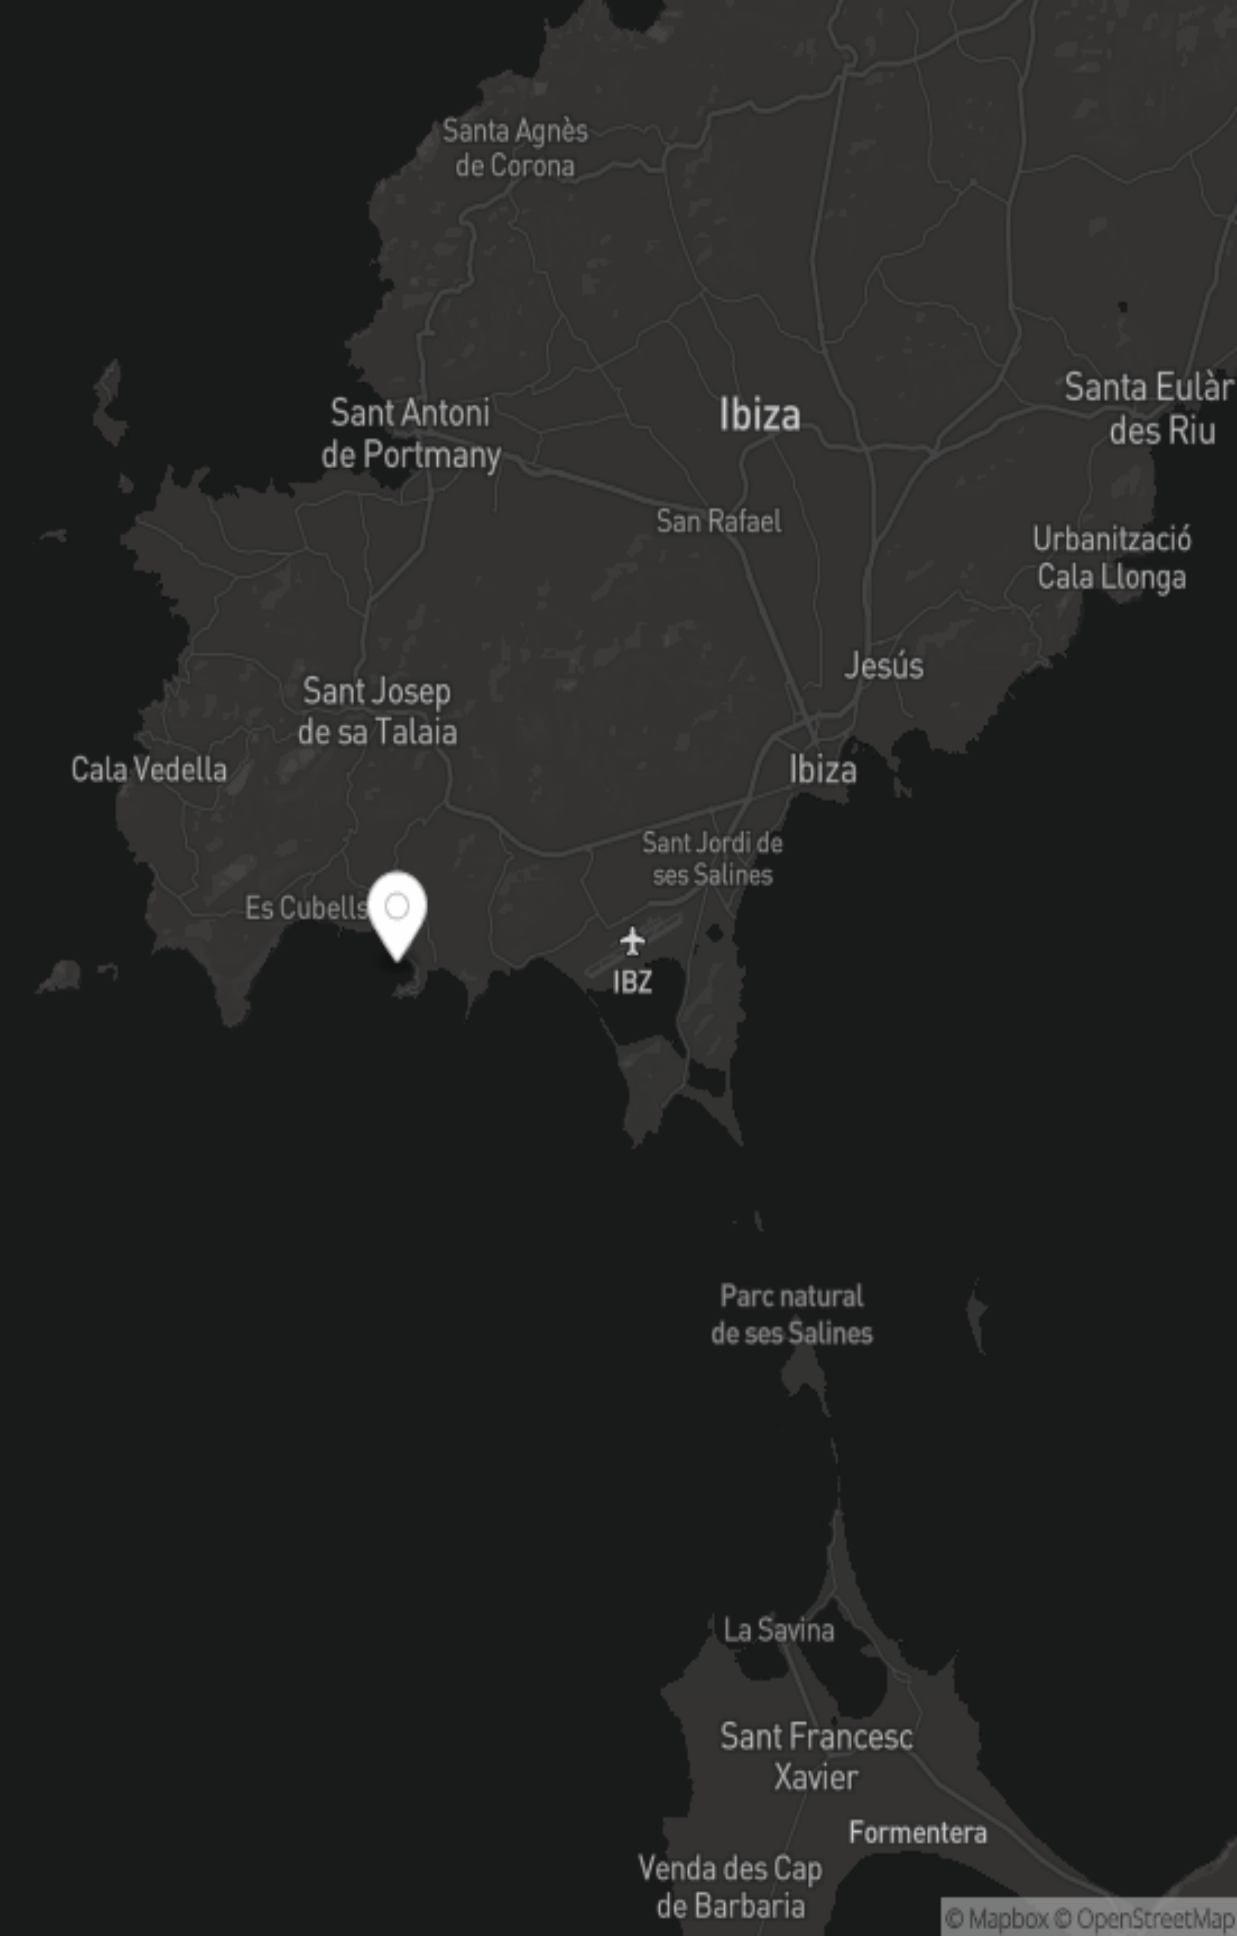 Santa Agnès
de Corona
Sant Antoni
de Portmany
Ibiza
Santa Eulàr
des Riu
San Rafael
Urbanització
Cala Llonga
Jesús
Sant Josep
de sa Talaia
Cala Vedella
Ibiza
Sant Jordi de
ses Salines
Es Cubells
IBZ
Parc natural
de ses Salines
La Savina
Sant Francesc
Xavier
Formentera
Venda des Cap
de Barbaria
© Mapbox © OpenStreetMap